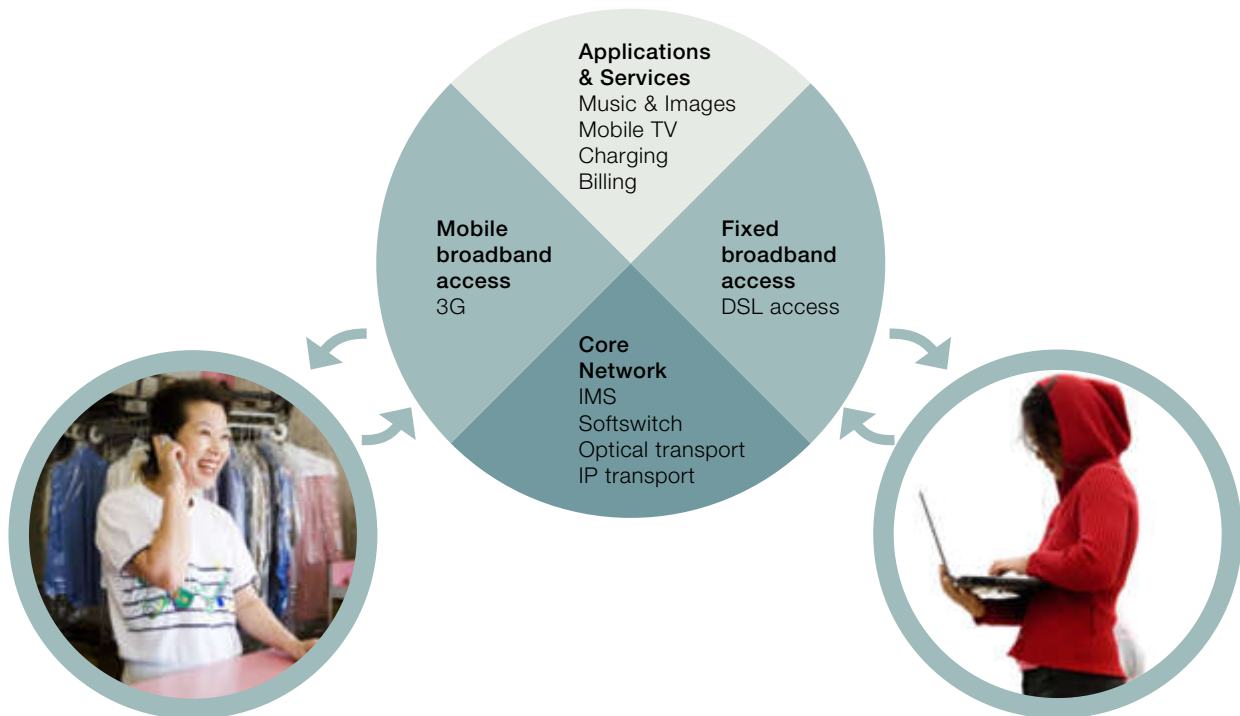 Applications
& Services
Music & Images
Mobile TV
Charging
Billing
Mobile
broadband
access
3G
Fixed
broadband
access
DSL access
Core
Network
IMS
Softswitch
Optical transport
IP transport